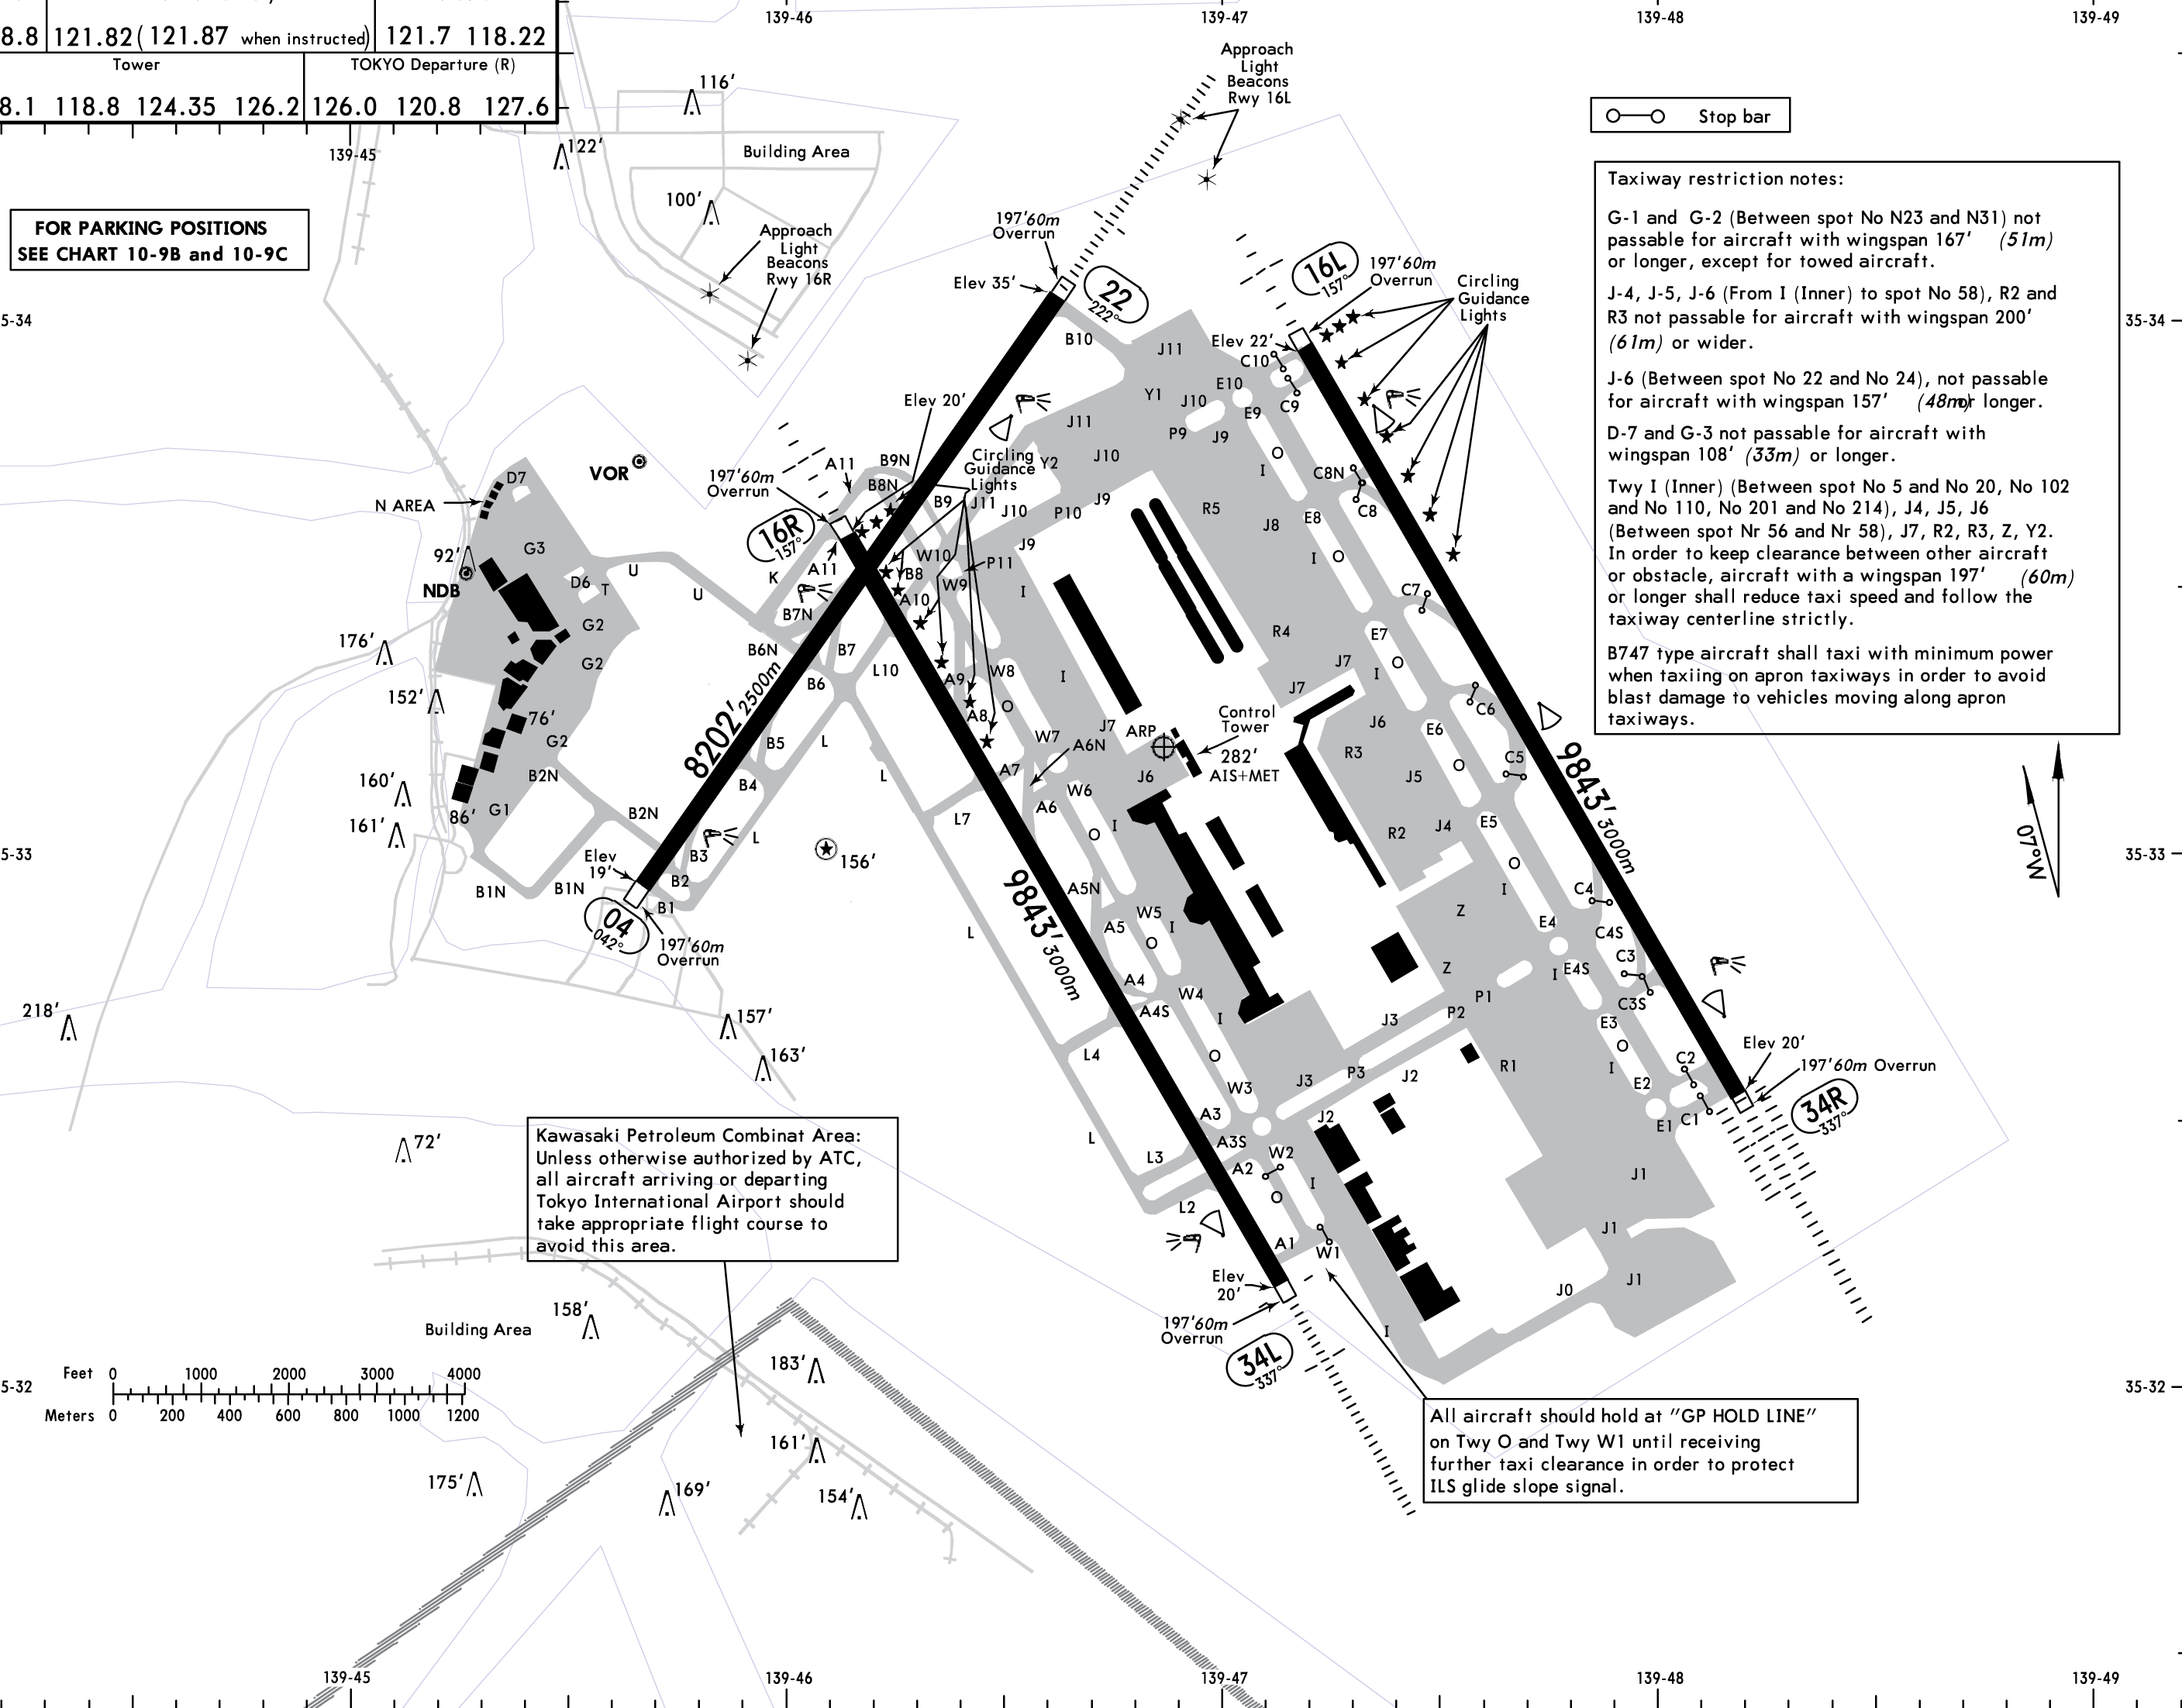 139-46
139-47
139-48
139-49
8.8 121.82 (121.87 when instructed) 121.7 118.22
Tower
TOKYO Departure (R)
8.1 118.8 124.35 126.2 126.0 120.8 127.6
139-45
FOR PARKING POSITIONS
SEE CHART 10-9B and 10-9C
5-34
116'
122'
Building Area
100'
Approach
Light
Beacons
Rwy 16R
Approach
Light
Beacons
Rwy 16L
Stop bar
Taxiway restriction notes:
G-1 and G-2 (Between spot No N23 and N31) not
passable for aircraft with wingspan 167' (51m)
or longer, except for towed aircraft.
J-4, J-5, J-6 (From I (Inner) to spot No 58), R2 and
R3 not passable for aircraft with wingspan 200'
(61m) or wider.
J-6 (Between spot No 22 and No 24), not passable
for aircraft with wingspan 157' (48m)or longer.
D-7 and G-3 not passable for aircraft with
wingspan 108' (33m) or longer.
Twy I (Inner) (Between spot No 5 and No 20, No 102
and No 110, No 201 and No 214), J4, J5, J6
(Between spot Nr 56 and Nr 58), J7, R2, R3, Z, Y2.
In order to keep clearance between other aircraft
or obstacle, aircraft with a wingspan 197' (60m)
or longer shall reduce taxi speed and follow the
taxiway centerline strictly.
B747 type aircraft shall taxi with minimum power
when taxiing on apron taxiways in order to avoid
blast damage to vehicles moving along apron
taxiways.
35-34
197'60m
Overrun
Elev 35'
22
222°
16L
157°
197'60m
Overrun
Circling
Guidance
Lights
Elev 22'
B10
J11
C10
E10
C9
Y1
J10
E9
J11
P9
J9
Elev 20'
Circling
Guidance
Lights
Y2
J10
I
O
C8N
C8
197'60m
Overrun
A11
B9N
B8N
B9
J11
J10
P10
J9
R5
J8
E8
16R
157°
VOR
D7
N AREA
G3
92'
NDB
D6
T
U
U
K
A11
W10
J9
P11
B8
W9
A10
I
I
O
C7
B7N
G2
G2
176'
152'
B6N
B7
L10
B6
A9
W8
I
R4
E7
O
J7
I
8202' 2500m
76'
G2
B5
L
A8
O
W7
J7
A6N
ARP
Control
Tower
282'
AIS+MET
J7
J6
R3
C6
E6
C5
O
9843' 3000m
B2N
L
A7
J6
J5
160'
161'
86'
G1
B2N
B4
L7
A6
W6
I
O
R2
J4
E5
07°W
5-33
35-33
156'
L
Elev
19'
B3
B2
B1
B1N
B1N
04
042°
197'60m
Overrun
9843' 3000m
A5N
W5
I
A5
O
L
O
I
C4
Z
E4
C4S
C3
Z
I
E4S
C3S
218'
157'
163'
A4
W4
A4S
I
L4
O
P1
P2
J3
E3
O
I
C2
E2
R1
Elev 20'
197'60m Overrun
34R
337°
W3
J3
P3
J2
A3
J2
A3S
L
L3
A2
W2
O
I
E1
C1
J1
72'
Kawasaki Petroleum Combinat Area:
Unless otherwise authorized by ATC,
all aircraft arriving or departing
Tokyo International Airport should
take appropriate flight course to
avoid this area.
L2
A1
W1
J1
J1
J0
Elev
20'
197'60m
Overrun
I
34L
337°
158'
Building Area
183'
Feet 0 1000 2000 3000 4000
Meters 0 200 400 600 800 1000 1200
5-32
35-32
All aircraft should hold at "GP HOLD LINE"
on Twy O and Twy W1 until receiving
further taxi clearance in order to protect
ILS glide slope signal.
161'
175'
169'
154'
139-45
139-46
139-47
139-48
139-49